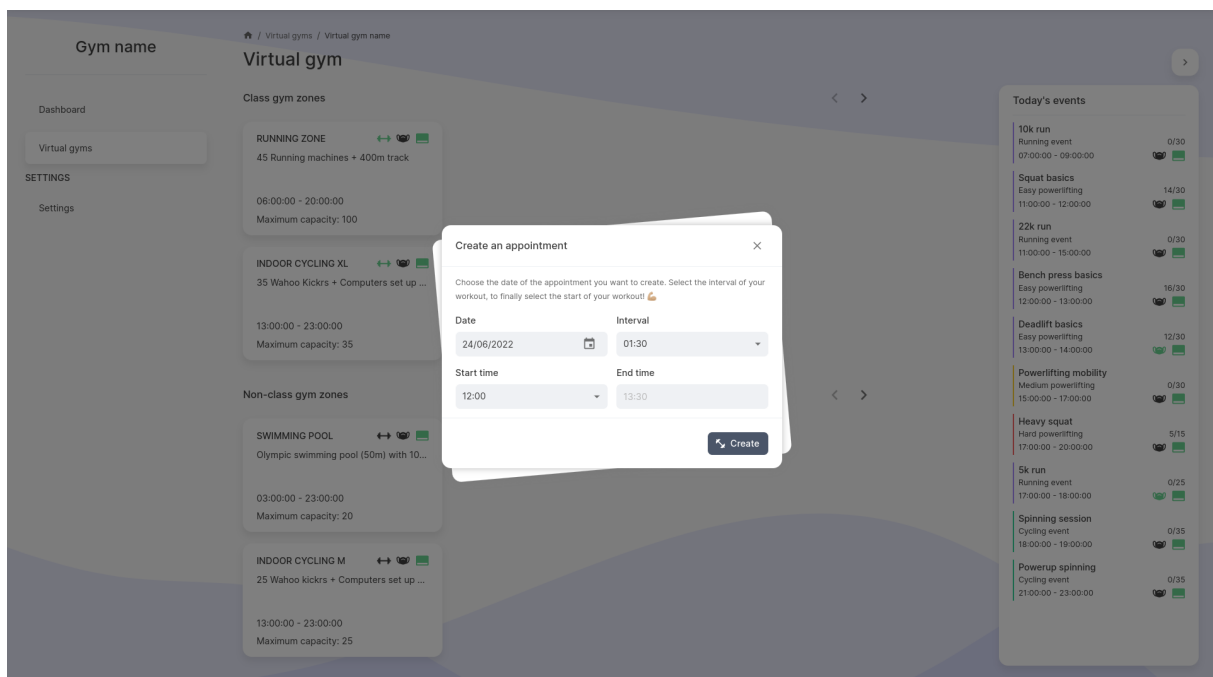 Gym name
Dashboard
Virtual gyms
SETTINGS
Settings
/ Virtual gyms / Virtual gym name
Virtual gym
Class gym zones
RUNNING ZONE
45 Running machines + 400m track
06:00:00 - 20:00:00
Maximum capacity: 100
INDOOR CYCLING XL
35 Wahoo Kickrs + Computers set up ...
13:00:00 - 23:00:00
Maximum capacity: 35
Non-class gym zones
SWIMMING POOL
Olympic swimming pool (50m) with 10...
03:00:00 - 23:00:00
Maximum capacity: 20
INDOOR CYCLING M
25 Wahoo kickrs + Computers set up ...
13:00:00 - 23:00:00
Maximum capacity: 25
Create an appointment
Choose the date of the appointment you want to create. Select the interval of your
workout, to finally select the start of your workout! 💪
Date
Interval
24/06/2022
01:30
Start time
End time
12:00
13:30
Create
Today's events
10k run
Running event 0/30
07:00:00 - 09:00:00
Squat basics
Easy powerlifting 14/30
11:00:00 - 12:00:00
22k run
Running event 0/30
11:00:00 - 15:00:00
Bench press basics
Easy powerlifting 16/30
12:00:00 - 13:00:00
Deadlift basics
Easy powerlifting 12/30
13:00:00 - 14:00:00
Powerlifting mobility
Medium powerlifting 0/30
15:00:00 - 17:00:00
Heavy squat
Hard powerlifting 5/15
17:00:00 - 20:00:00
5k run
Running event 0/25
17:00:00 - 18:00:00
Spinning session
Cycling event 0/35
18:00:00 - 19:00:00
Powerup spinning
Cycling event 0/35
21:00:00 - 23:00:00